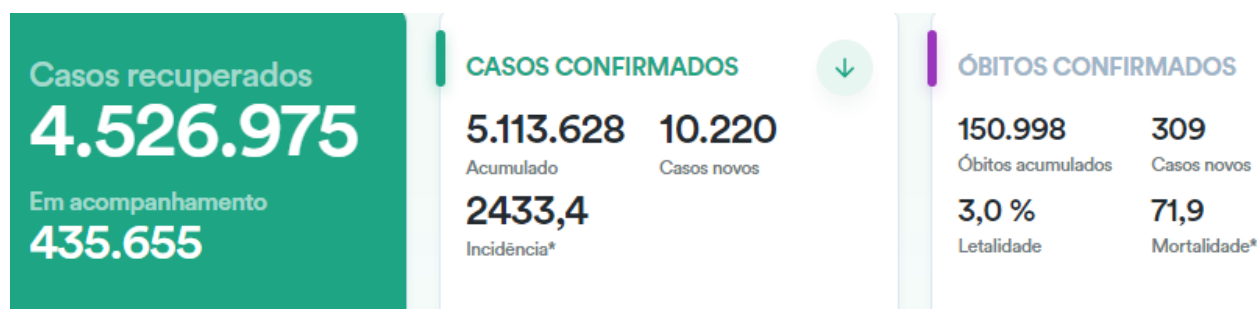 Casos recuperados
4.526.975
Em acompanhamento
435.655
CASOS CONFIRMADOS
5.113.628 10.220
Acumulado Casos novos
2433,4
Incidência*
ÓBITOS CONFIRMADOS
150.998 309
Óbitos acumulados Casos novos
3,0 % 71,9
Letalidade Mortalidade*